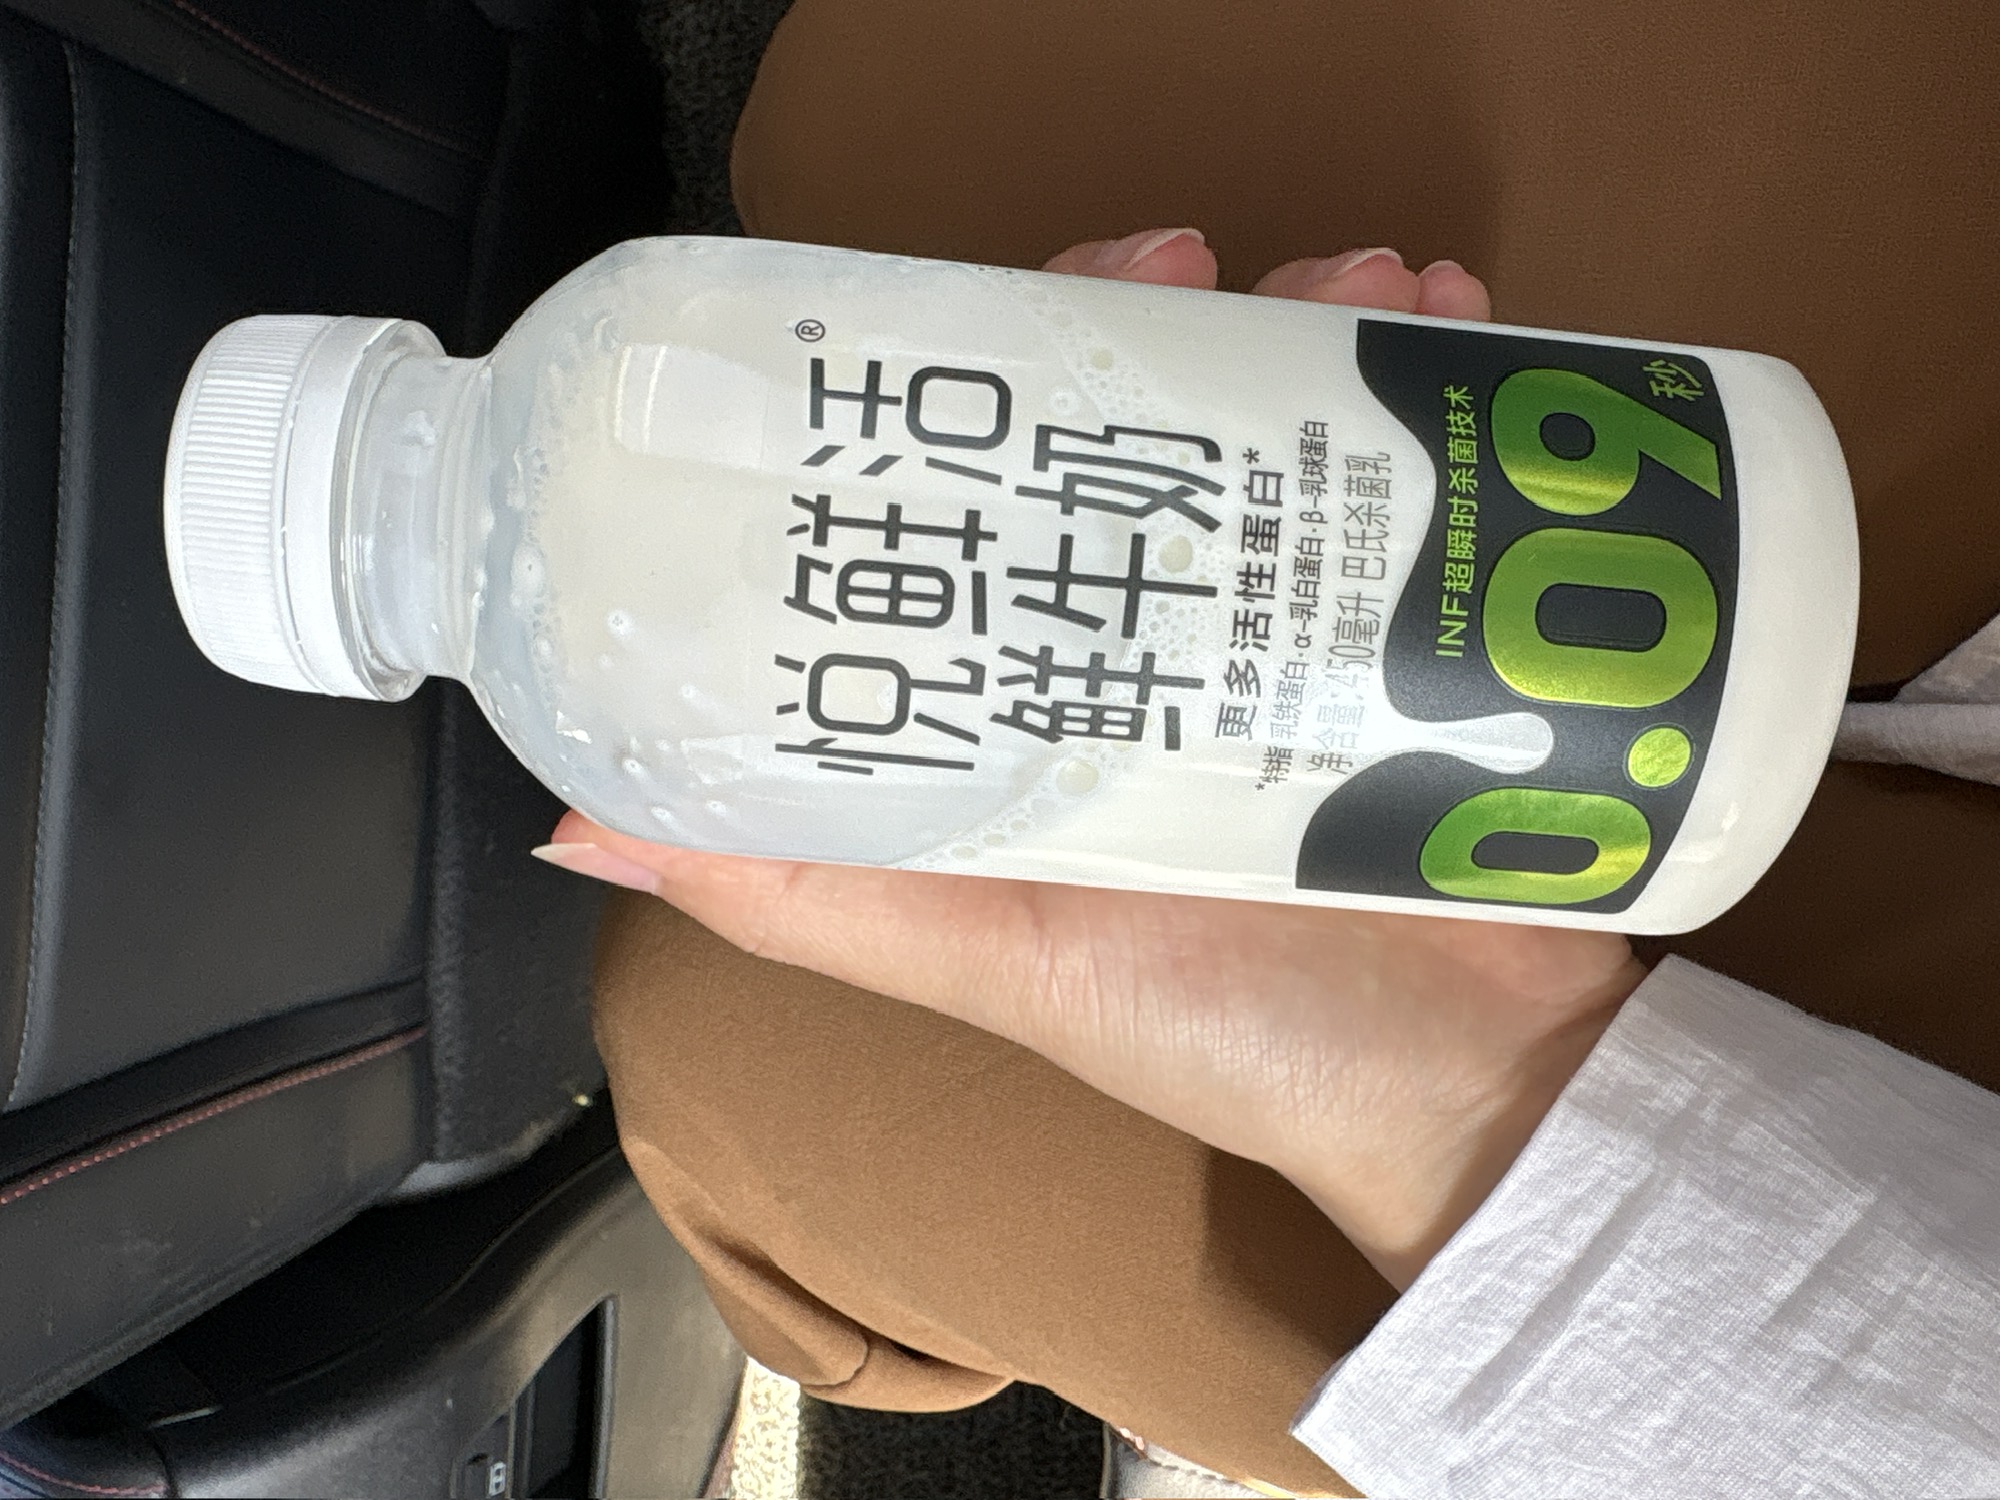 悦鲜活®
鲜牛奶
更多活性蛋白*
*特指乳铁蛋白·α-乳白蛋白·β-乳球蛋白
净含量:450毫升 巴氏杀菌乳
INF超瞬时杀菌技术
0.09秒